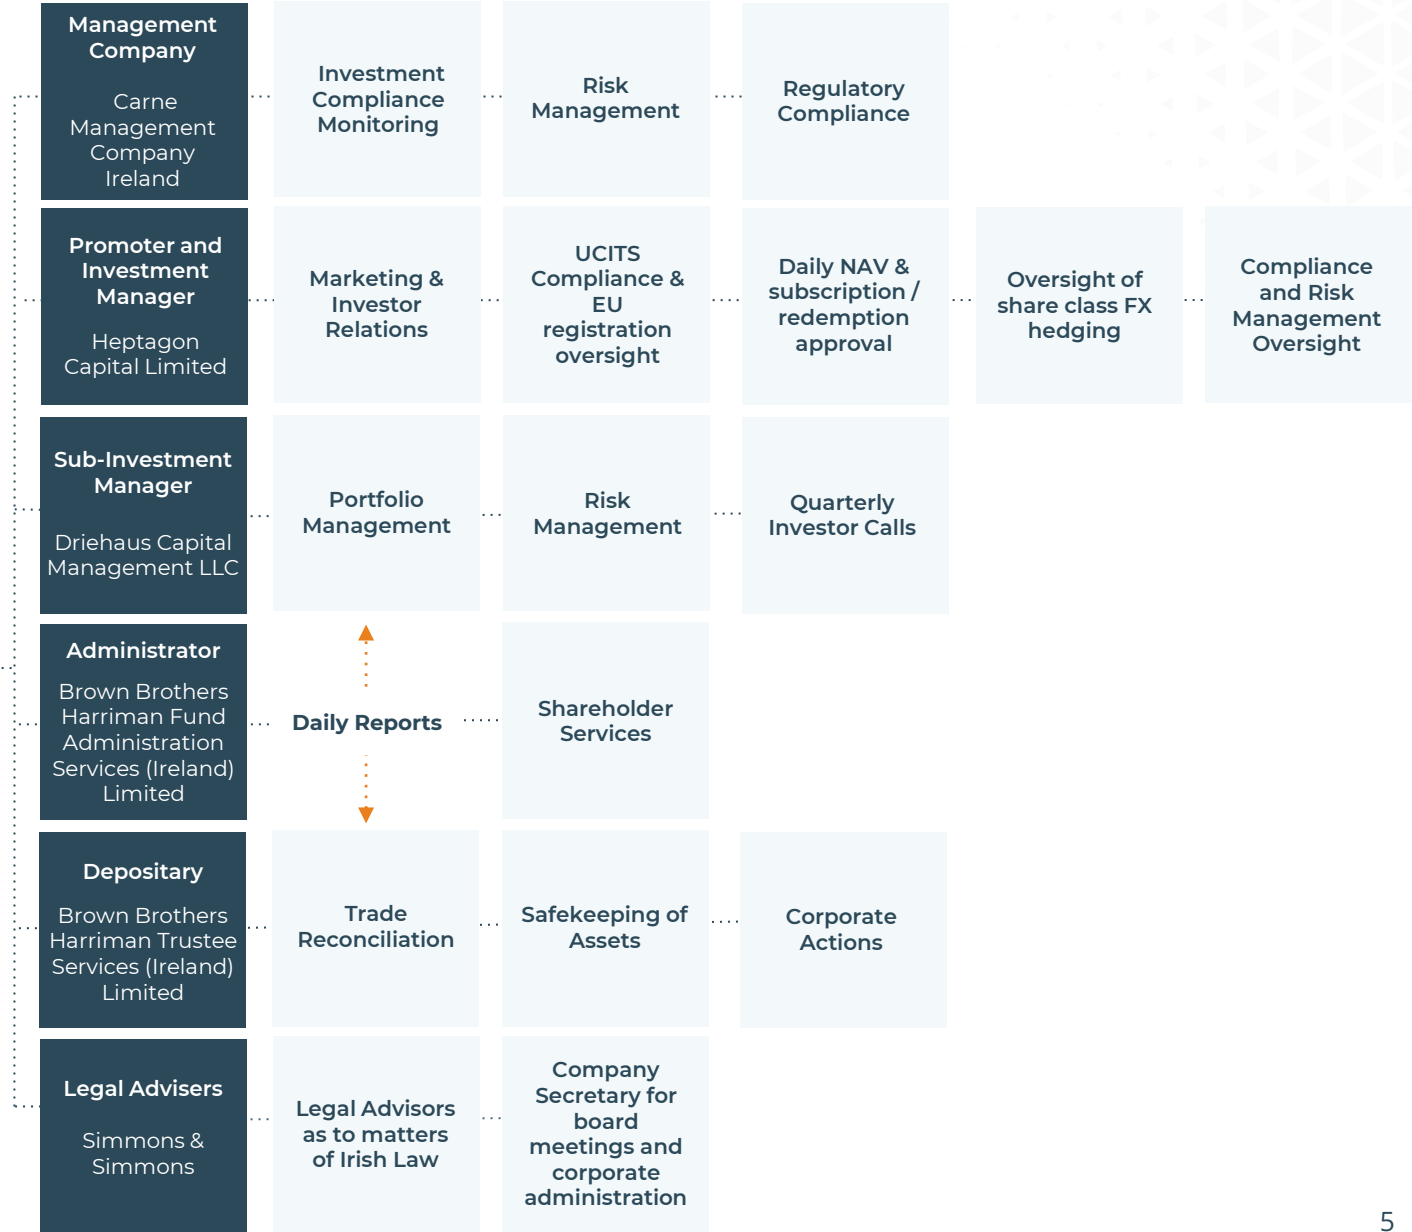 Management
Company
Carne
Management
Company
Ireland
Investment
Compliance
Monitoring
Risk
Management
Regulatory
Compliance
Promoter and
Investment
Manager
Heptagon
Capital Limited
Marketing &
Investor
Relations
UCITS
Compliance &
EU
registration
oversight
Daily NAV &
subscription /
redemption
approval
Oversight of
share class FX
hedging
Compliance
and Risk
Management
Oversight
Sub-Investment
Manager
Driehaus Capital
Management LLC
Portfolio
Management
Risk
Management
Quarterly
Investor Calls
Administrator
Brown Brothers
Harriman Fund
Administration
Services (Ireland)
Limited
Daily Reports
Shareholder
Services
Depositary
Brown Brothers
Harriman Trustee
Services (Ireland)
Limited
Trade
Reconciliation
Safekeeping of
Assets
Corporate
Actions
Legal Advisers
Simmons &
Simmons
Legal Advisors
as to matters
of Irish Law
Company
Secretary for
board
meetings and
corporate
administration
5